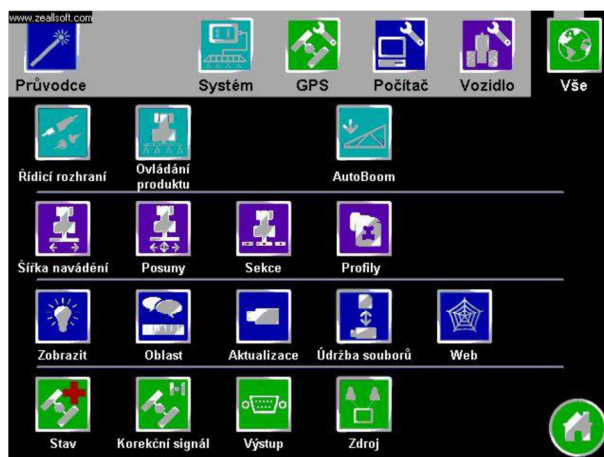 www.zeallsoft.com
Průvodce Systém GPS Počítač Vozidlo Vše
Řídicí rozhraní Ovládání produktu AutoBoom
Šířka navádění Posuny Sekce Profily
Zobrazit Oblast Aktualizace Údržba souborů Web
Stav Korekční signál Výstup Zdroj